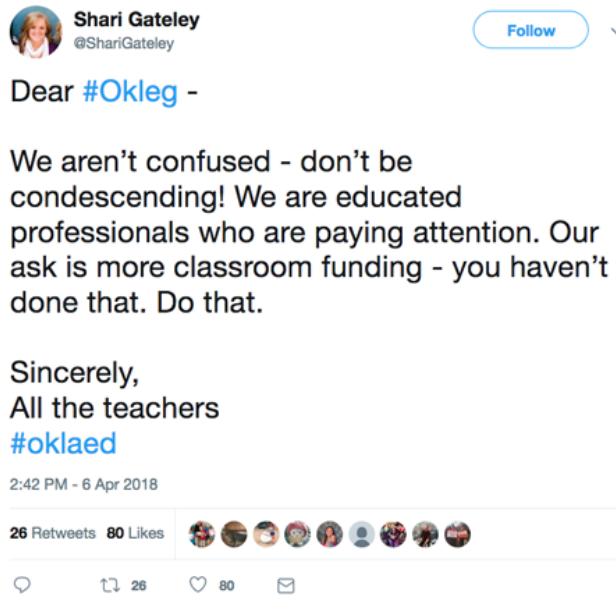 Shari Gateley
@ShariGateley
Follow
Dear #Okleg -
We aren’t confused - don’t be
condescending! We are educated
professionals who are paying attention. Our
ask is more classroom funding - you haven’t
done that. Do that.
Sincerely,
All the teachers
#oklaed
2:42 PM - 6 Apr 2018
26 Retweets 80 Likes
26 80